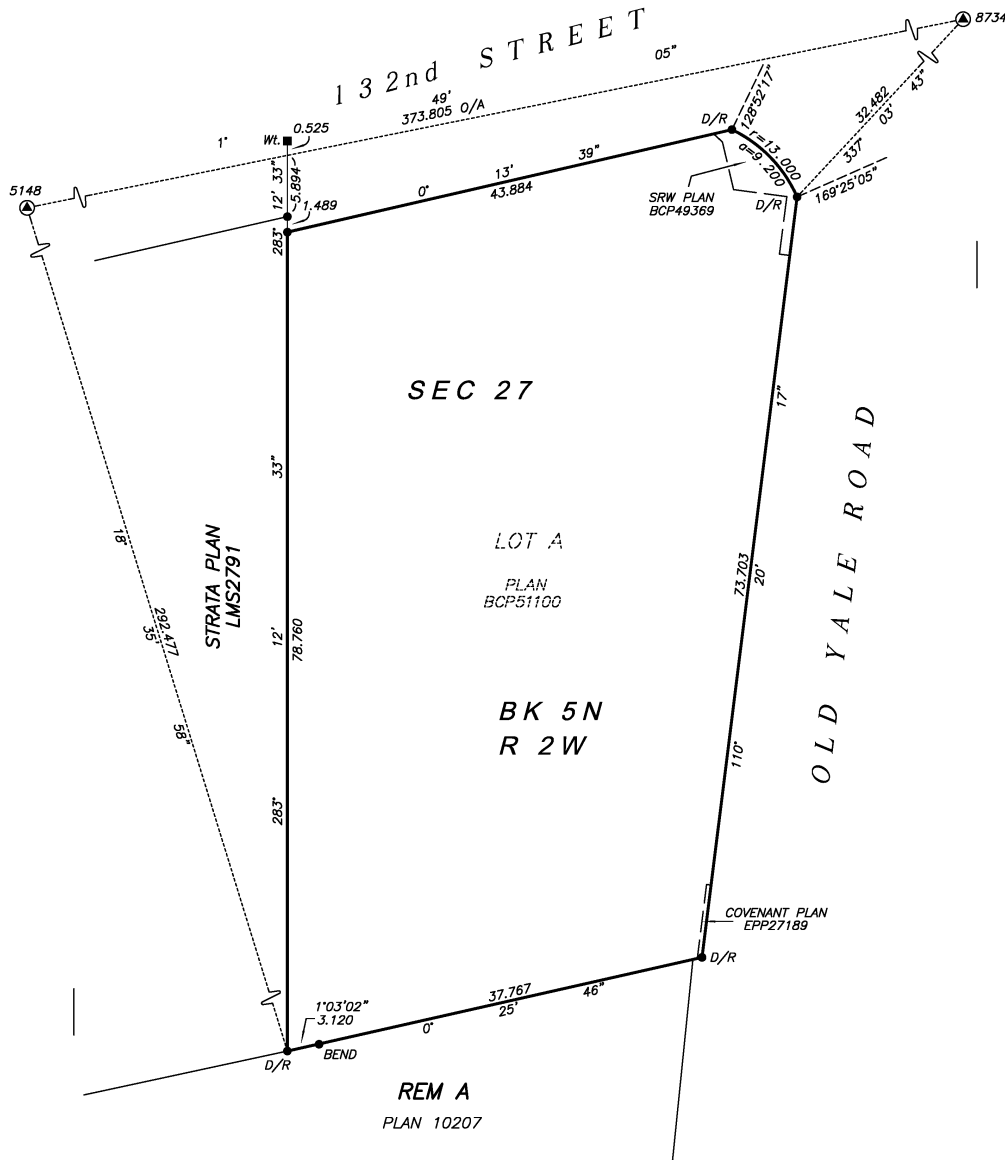 132nd STREET
8734
1° 49' 05"
373.805 O/A
Wt.
0.525
5148
283° 12' 33"
5.894
1.489
0° 13' 39"
43.884
D/R
128°52'17"
r=13.000
a=9.200
32.482
337° 03' 43"
SRW PLAN
BCP49369
D/R
169°25'05"
SEC 27
LOT A
PLAN
BCP51100
BK 5N
R 2W
STRATA PLAN
LMS2791
283° 12' 33"
78.760
18°
292.477
35'
58"
110° 20' 17"
73.703
OLD YALE ROAD
COVENANT PLAN
EPP27189
D/R
37.767
0° 25' 46"
1°03'02"
3.120
BEND
D/R
REM A
PLAN 10207